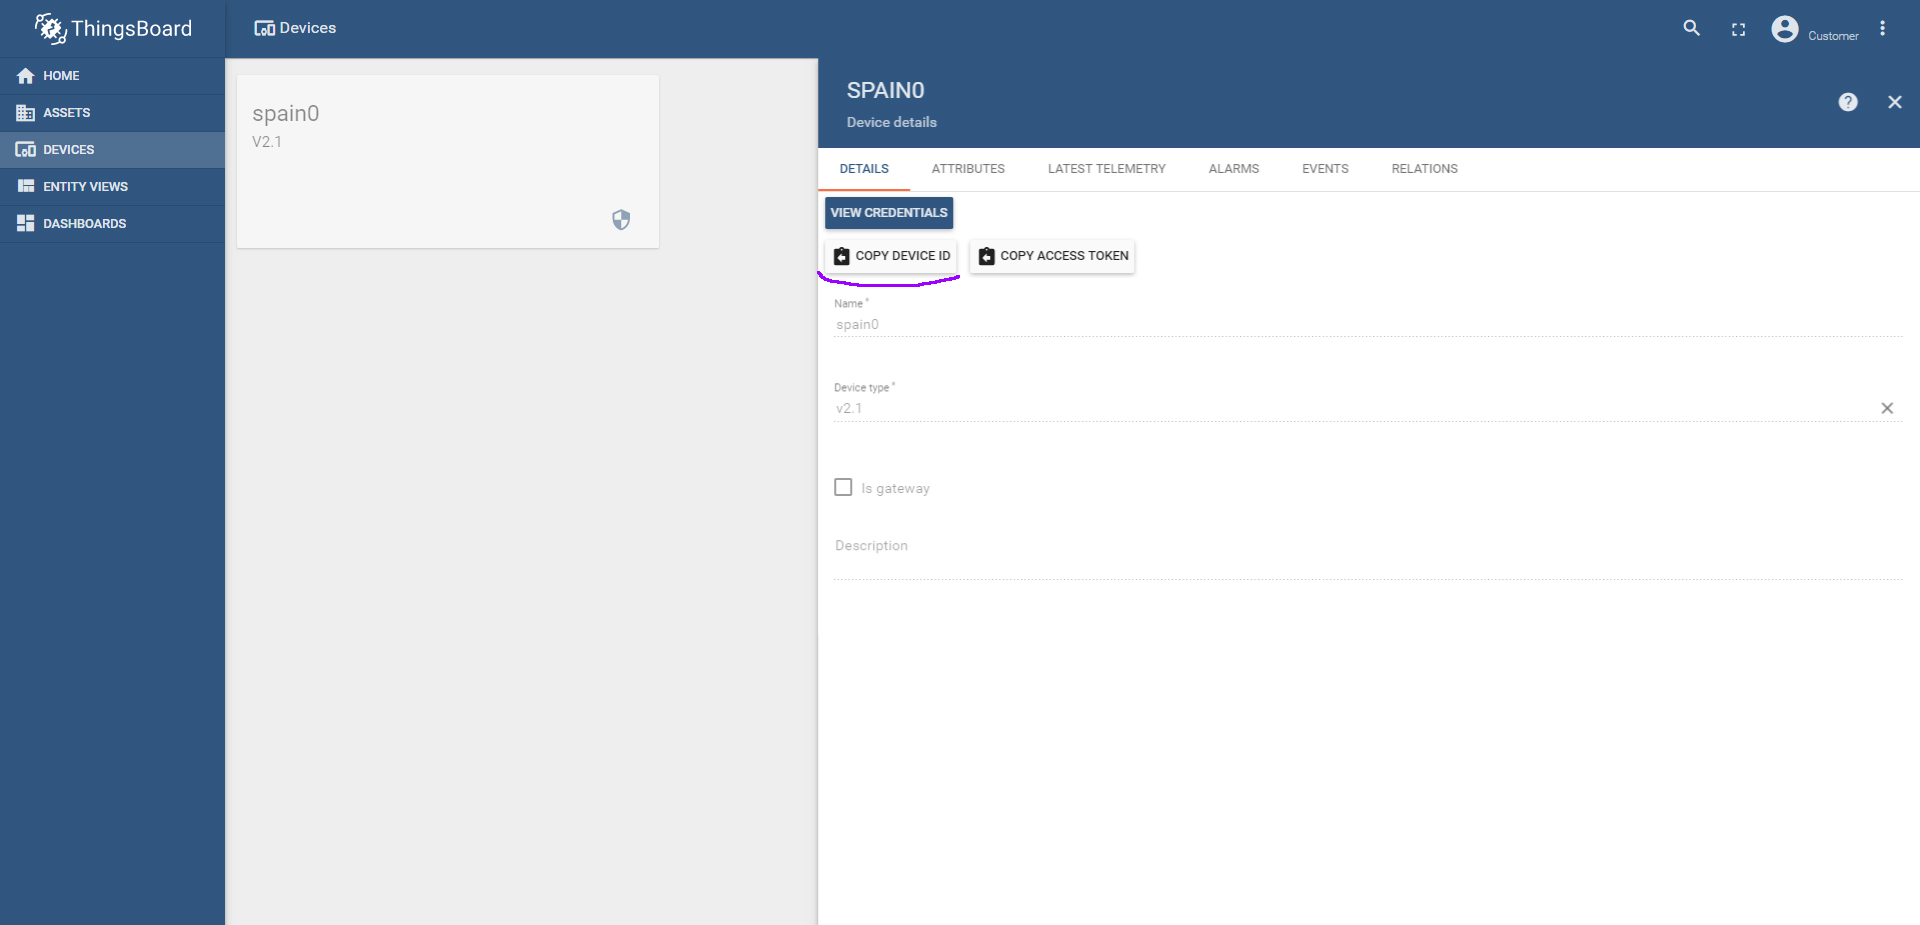 ThingsBoard
Devices
Customer
HOME
ASSETS
DEVICES
ENTITY VIEWS
DASHBOARDS
spain0
V2.1
SPAIN0
Device details
?
DETAILS ATTRIBUTES LATEST TELEMETRY ALARMS EVENTS RELATIONS
VIEW CREDENTIALS
COPY DEVICE ID COPY ACCESS TOKEN
Name *
spain0
Device type *
v2.1
Is gateway
Description